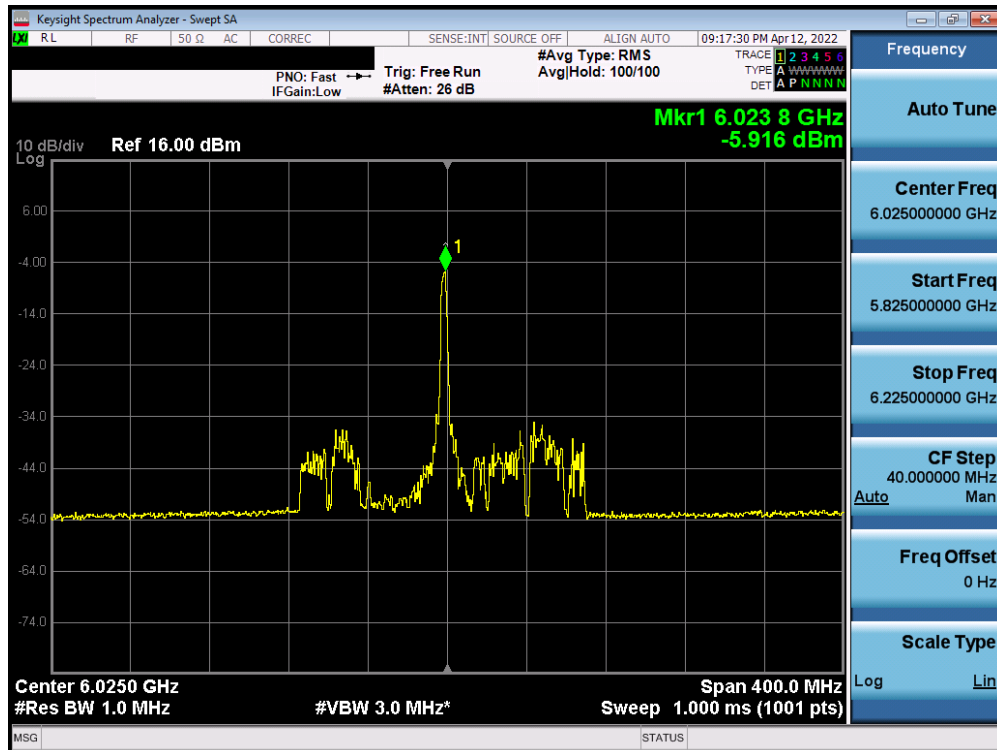 Keysight Spectrum Analyzer - Swept SA
LXI RL RF 50 Ω AC CORREC SENSE:INT SOURCE OFF ALIGN AUTO 09:17:30 PM Apr 12, 2022
PNO: Fast
IFGain:Low
Trig: Free Run
#Atten: 26 dB
#Avg Type: RMS
Avg|Hold: 100/100
TRACE 1 2 3 4 5 6
TYPE A WWWWW
DET A P N N N N
Mkr1 6.023 8 GHz
-5.916 dBm
10 dB/div
Log
Ref 16.00 dBm
1
6.00
-4.00
-14.0
-24.0
-34.0
-44.0
-54.0
-64.0
-74.0
Center 6.0250 GHz
Span 400.0 MHz
#Res BW 1.0 MHz
#VBW 3.0 MHz*
Sweep 1.000 ms (1001 pts)
MSG
STATUS
Frequency
Auto Tune
Center Freq
6.025000000 GHz
Start Freq
5.825000000 GHz
Stop Freq
6.225000000 GHz
CF Step
40.000000 MHz
Auto Man
Freq Offset
0 Hz
Scale Type
Log Lin